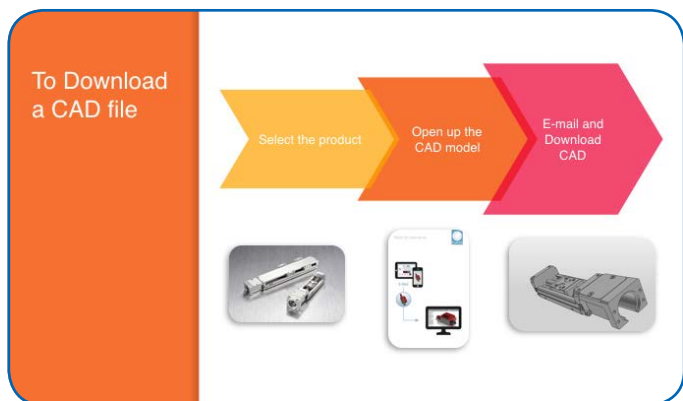 To Download
a CAD file
Select the product
Open up the
CAD model
E-mail and
Download
CAD